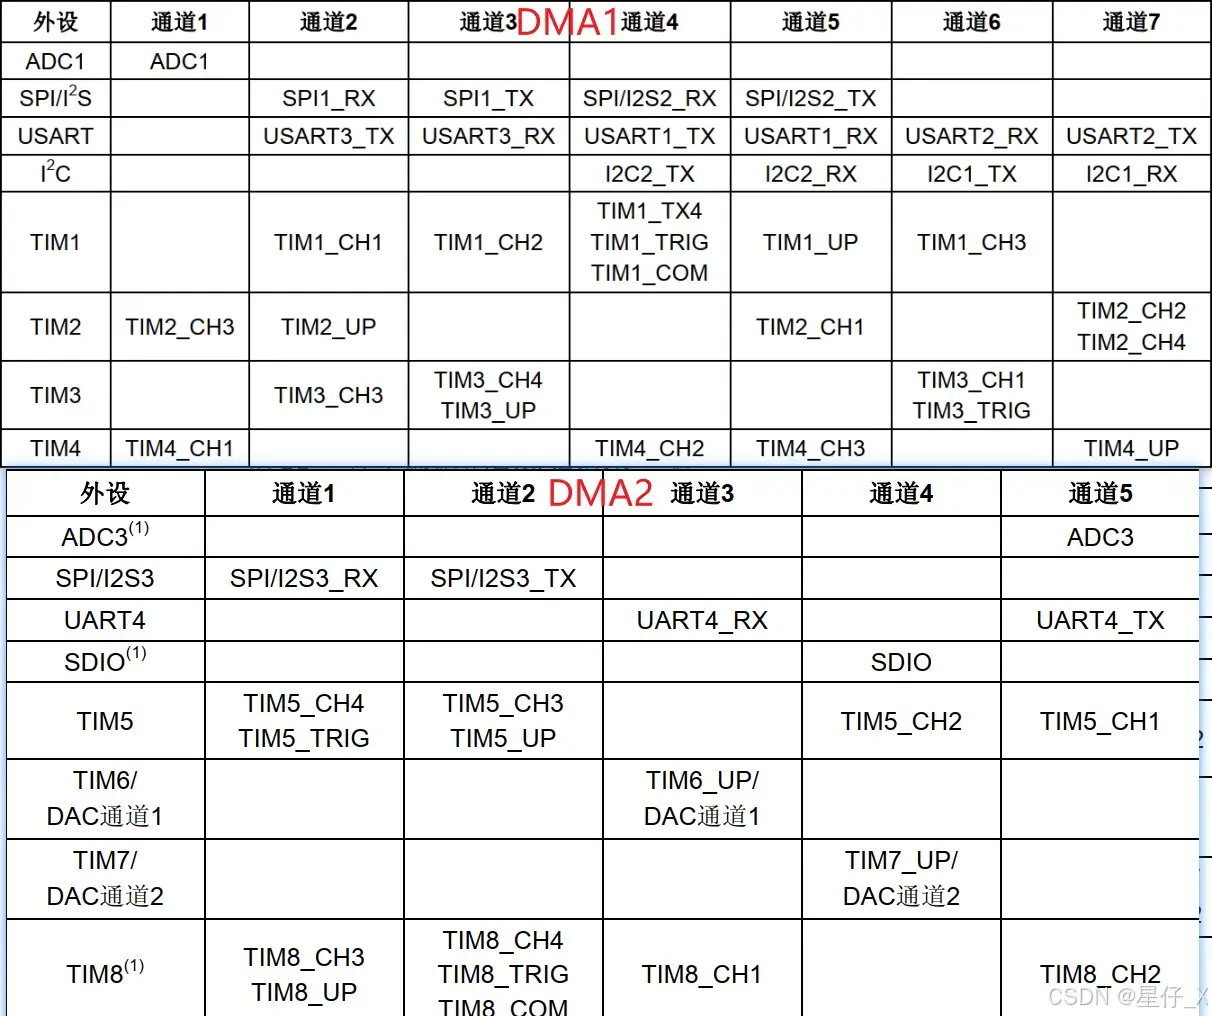 外设 通道1 通道2 通道3 DMA1 通道4 通道5 通道6 通道7
ADC1 ADC1
SPI/I²S SPI1_RX SPI1_TX SPI/I2S2_RX SPI/I2S2_TX
USART USART3_TX USART3_RX USART1_TX USART1_RX USART2_RX USART2_TX
I²C I2C2_TX I2C2_RX I2C1_TX I2C1_RX
TIM1 TIM1_CH1 TIM1_CH2 TIM1_TX4 TIM1_UP TIM1_CH3
TIM1_TRIG
TIM1_COM
TIM2 TIM2_CH3 TIM2_UP TIM2_CH1 TIM2_CH2
TIM2_CH4
TIM3 TIM3_CH3 TIM3_CH4 TIM3_CH1
TIM3_UP TIM3_TRIG
TIM4 TIM4_CH1 TIM4_CH2 TIM4_CH3 TIM4_UP
外设 通道1 通道2 DMA2 通道3 通道4 通道5
ADC3(1) ADC3
SPI/I2S3 SPI/I2S3_RX SPI/I2S3_TX
UART4 UART4_RX UART4_TX
SDIO(1) SDIO
TIM5 TIM5_CH4 TIM5_CH3 TIM5_CH2 TIM5_CH1
TIM5_TRIG TIM5_UP
TIM6/ TIM6_UP/
DAC通道1 DAC通道1
TIM7/ TIM7_UP/
DAC通道2 DAC通道2
TIM8(1) TIM8_CH3 TIM8_CH4 TIM8_CH1 TIM8_CH2
TIM8_UP TIM8_TRIG
TIM8_COM
CSDN @星仔_X